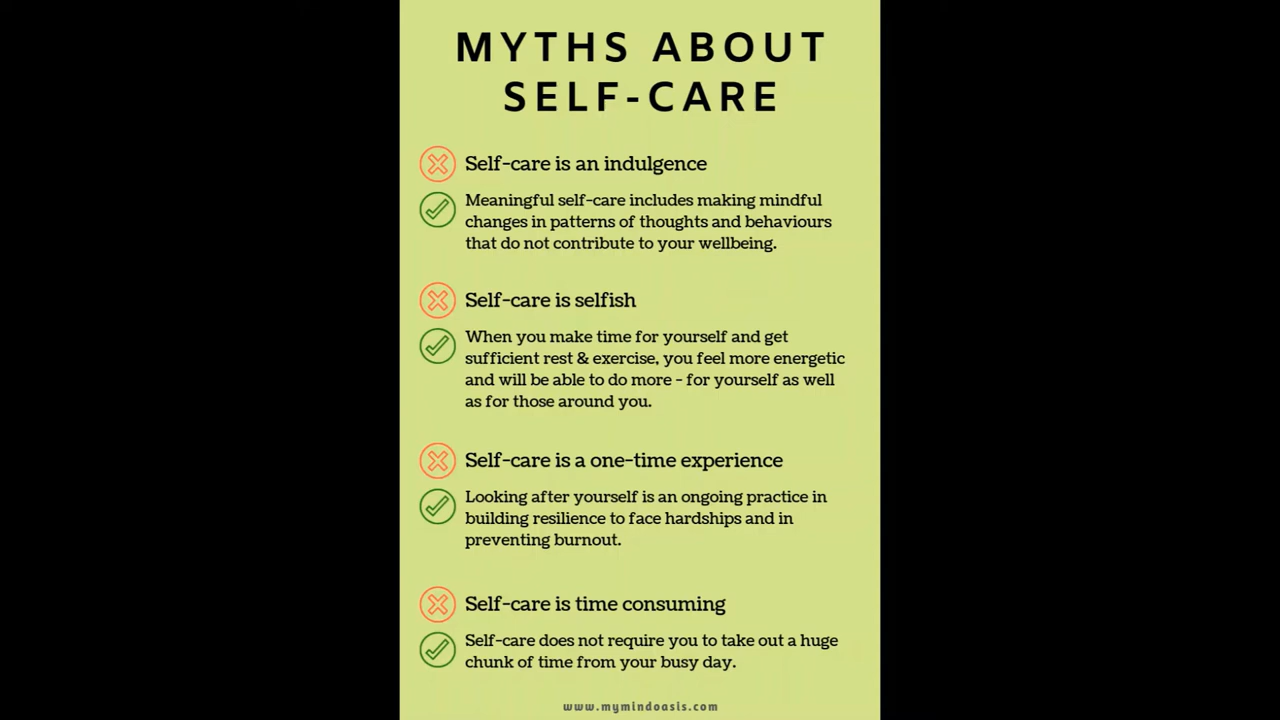 MYTHS ABOUT
SELF-CARE
Self-care is an indulgence
Meaningful self-care includes making mindful
changes in patterns of thoughts and behaviours
that do not contribute to your wellbeing.
Self-care is selfish
When you make time for yourself and get
sufficient rest & exercise, you feel more energetic
and will be able to do more - for yourself as well
as for those around you.
Self-care is a one-time experience
Looking after yourself is an ongoing practice in
building resilience to face hardships and in
preventing burnout.
Self-care is time consuming
Self-care does not require you to take out a huge
chunk of time from your busy day.
www.mymindoasis.com